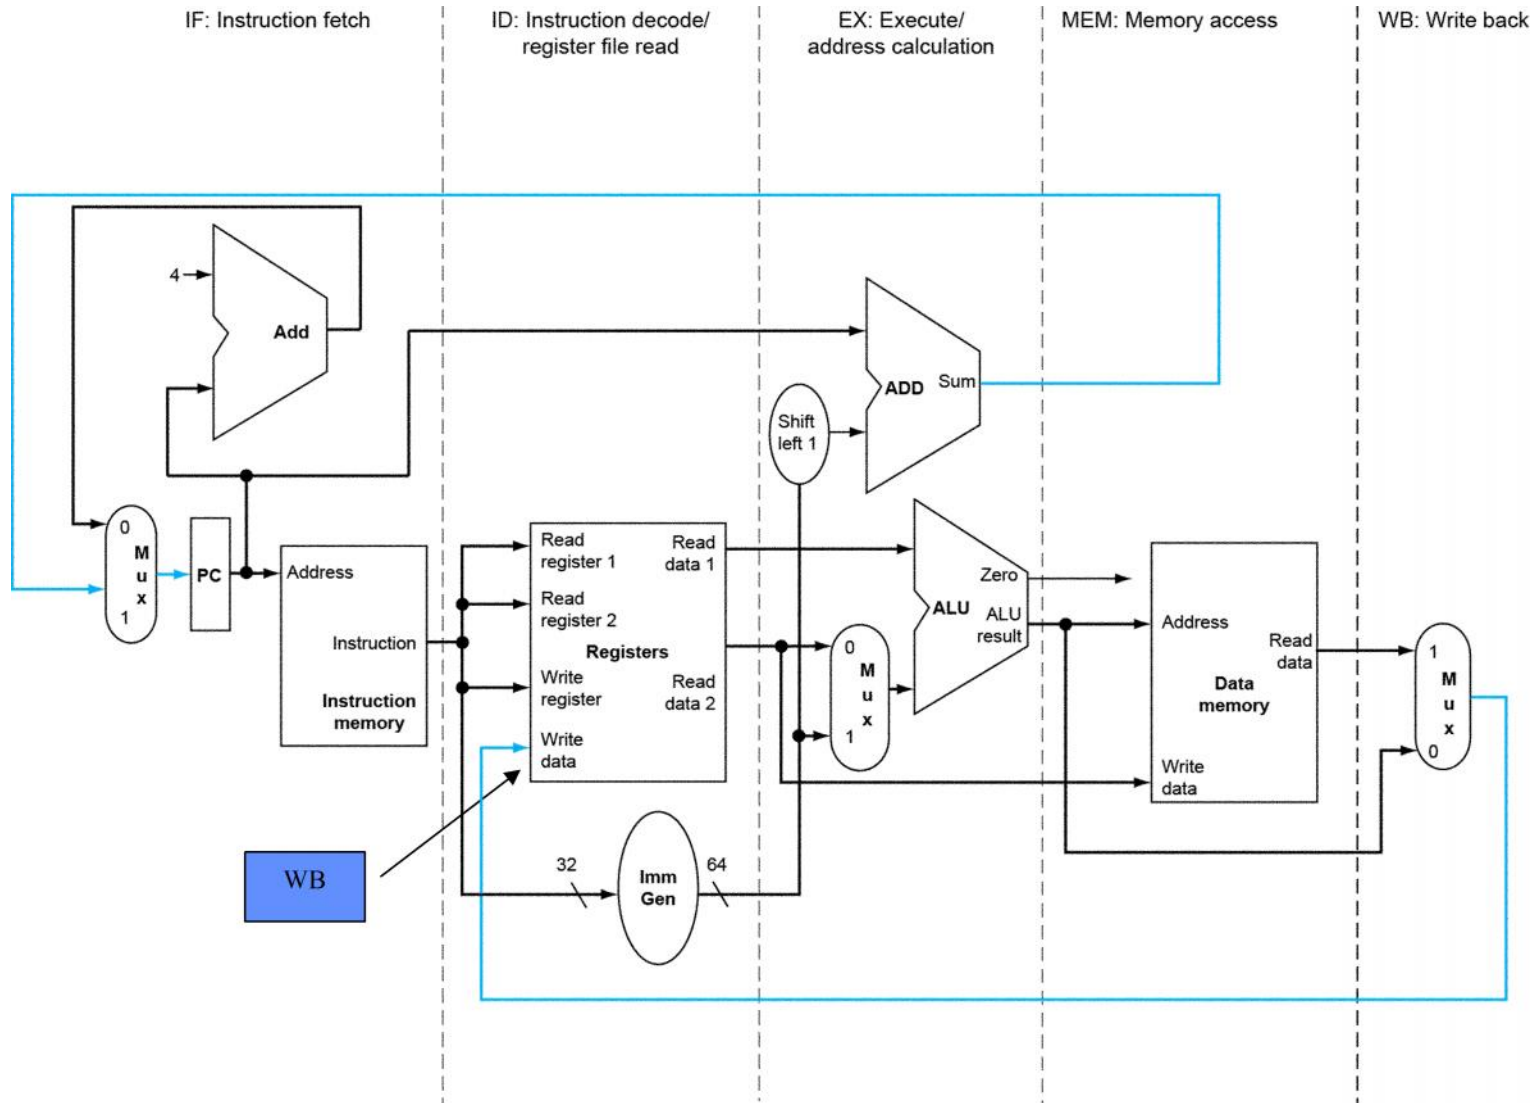 IF: Instruction fetch
ID: Instruction decode/
register file read
EX: Execute/
address calculation
MEM: Memory access
WB: Write back
4
Add
ADD
Sum
Shift
left 1
0
M
u
x
1
PC
Address
Instruction
Instruction
memory
Read
register 1
Read
data 1
Read
register 2
Registers
Write
register
Read
data 2
Write
data
0
M
u
x
1
Zero
ALU
ALU
result
Address
Read
data
Data
memory
Write
data
1
M
u
x
0
WB
32
Imm
Gen
64